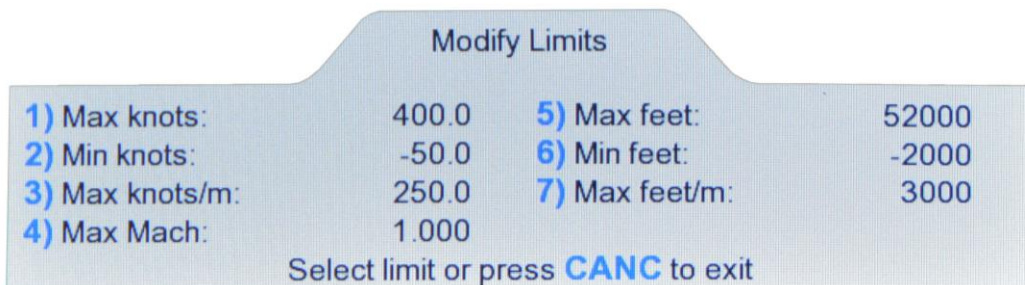 Modify Limits
1) Max knots: 400.0 5) Max feet: 52000
2) Min knots: -50.0 6) Min feet: -2000
3) Max knots/m: 250.0 7) Max feet/m: 3000
4) Max Mach: 1.000
Select limit or press CANC to exit